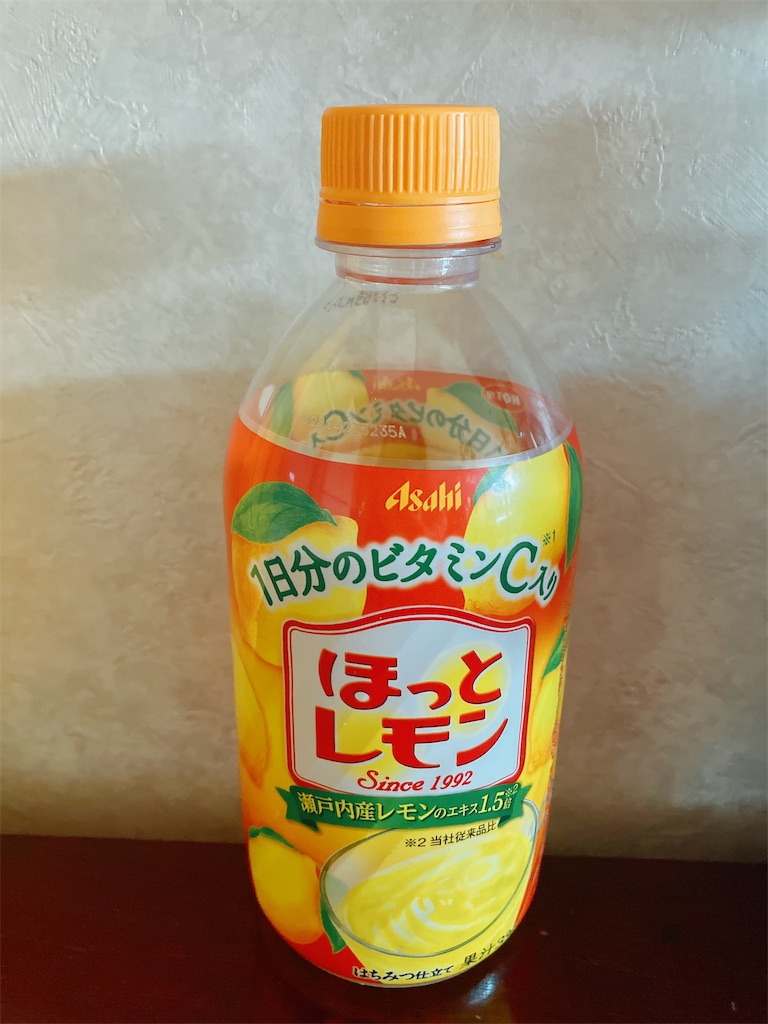 Asahi
1日分のビタミンC入り※1
ほっと
レモン
Since 1992
瀬戸内産レモンのエキス1.5倍※2
※2 当社従来品比
はちみつ仕立て 果汁